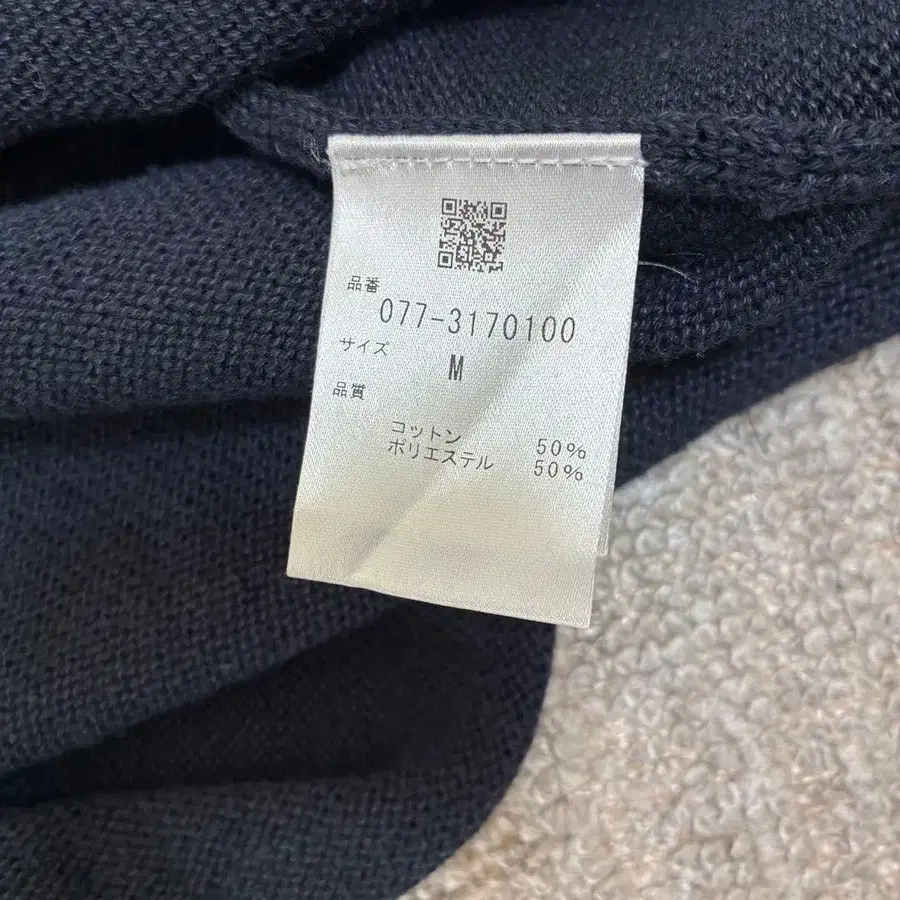 品番
077-3170100
サイズ
M
品質
コットン 50%
ポリエステル 50%